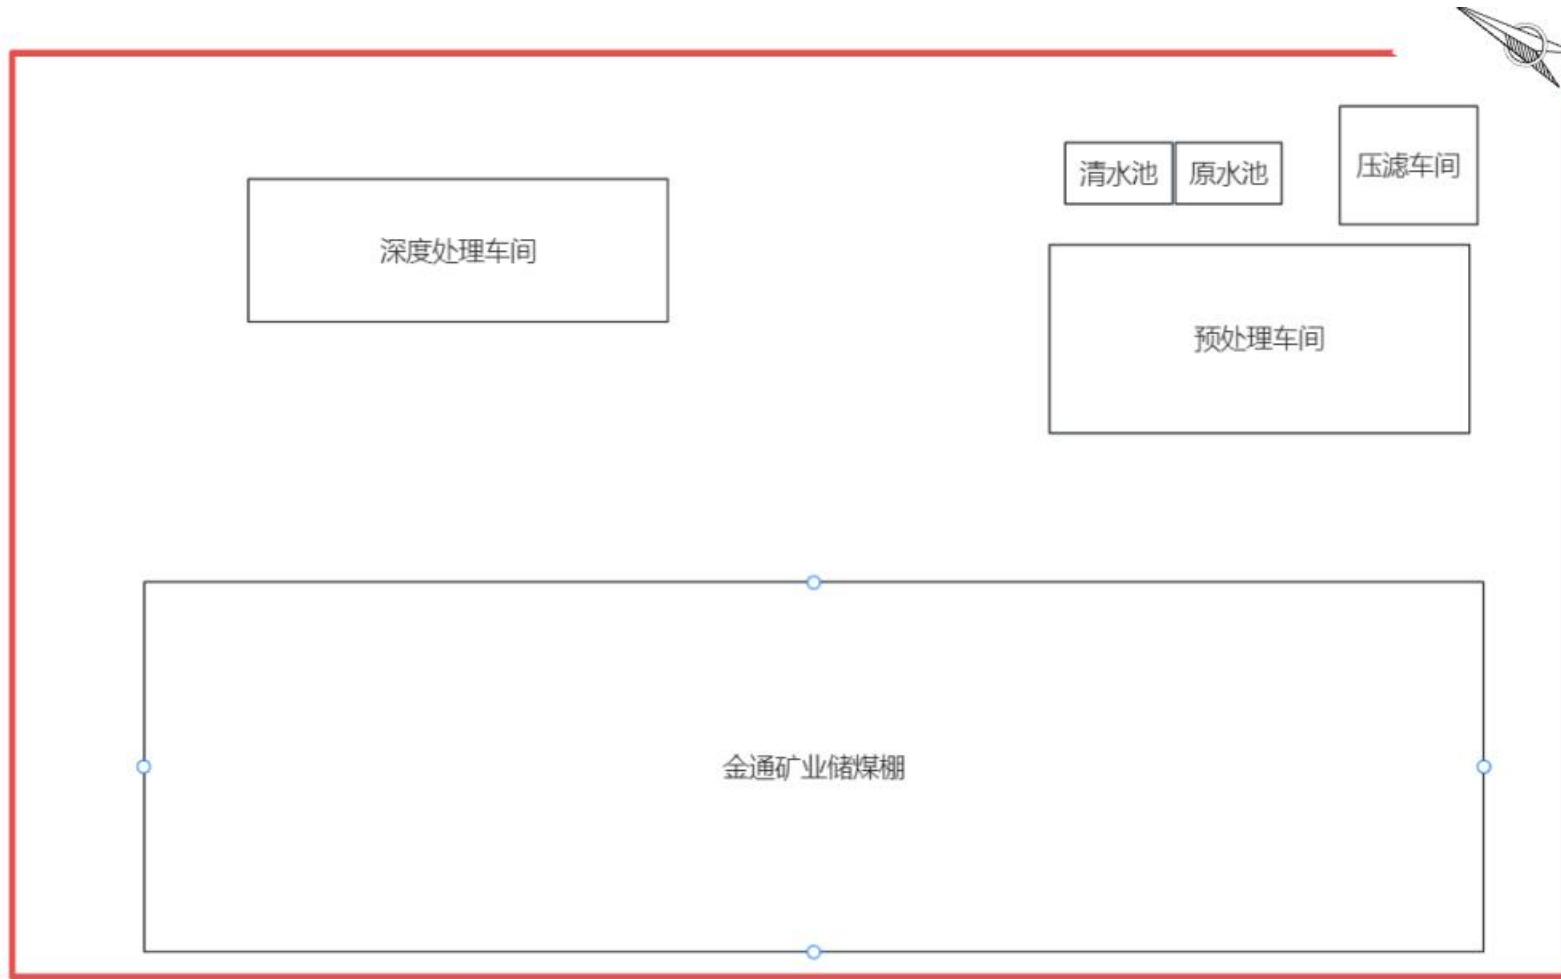 清水池
原水池
压滤车间
深度处理车间
预处理车间
金通矿业储煤棚